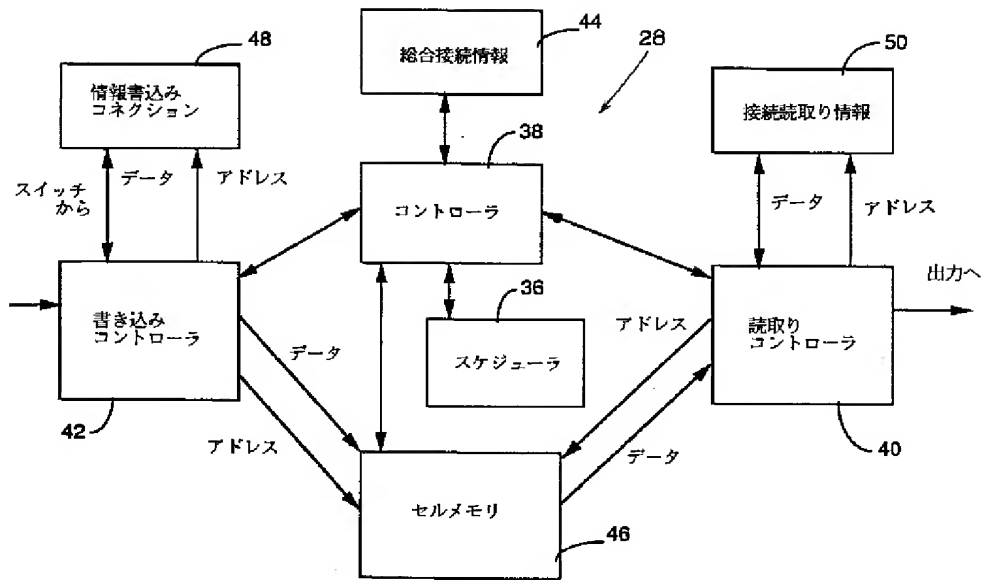 48
情報書込み
コネクション
44
総合接続情報
28
50
接続読取り情報
スイッチ
から
データ
アドレス
38
コントローラ
データ
アドレス
出力へ
書き込み
コントローラ
42
データ
アドレス
36
スケジューラ
アドレス
データ
読取り
コントローラ
40
セルメモリ
46